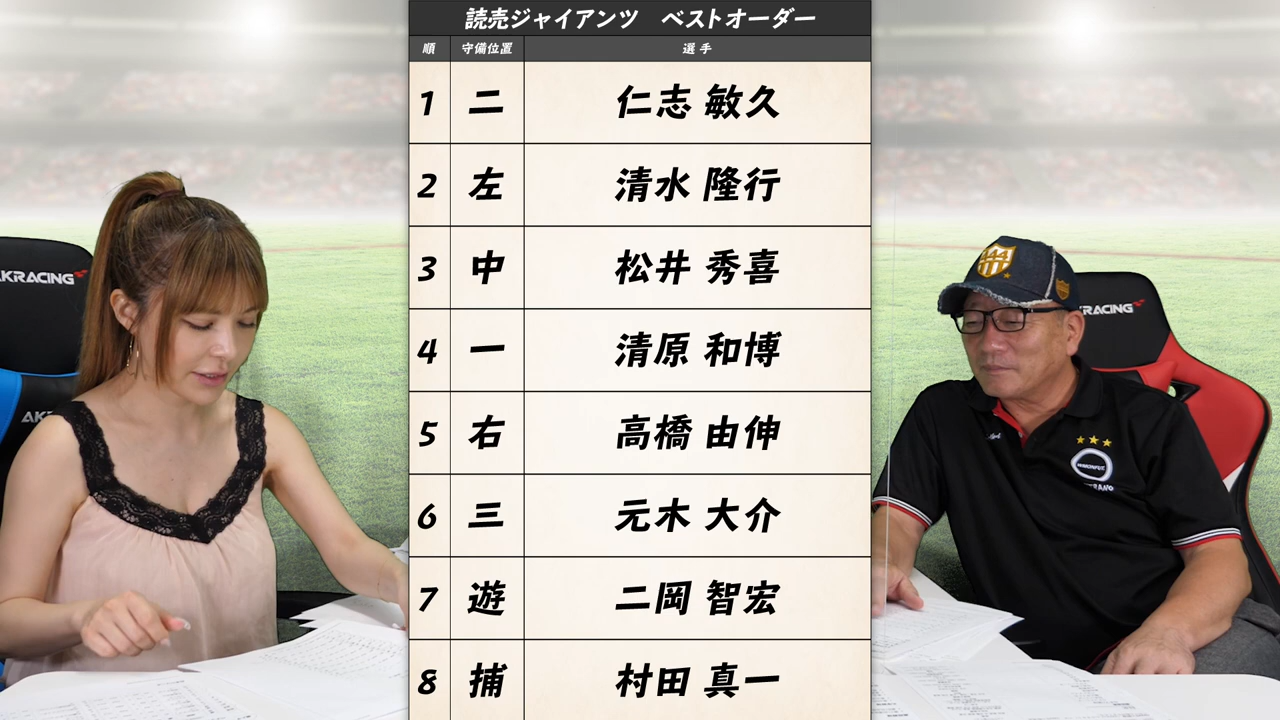 読売ジャイアンツ　ベストオーダー
順 守備位置 選手
1 二 仁志 敏久
2 左 清水 隆行
3 中 松井 秀喜
4 一 清原 和博
5 右 高橋 由伸
6 三 元木 大介
7 遊 二岡 智宏
8 捕 村田 真一
AKRACING
AK
RACING